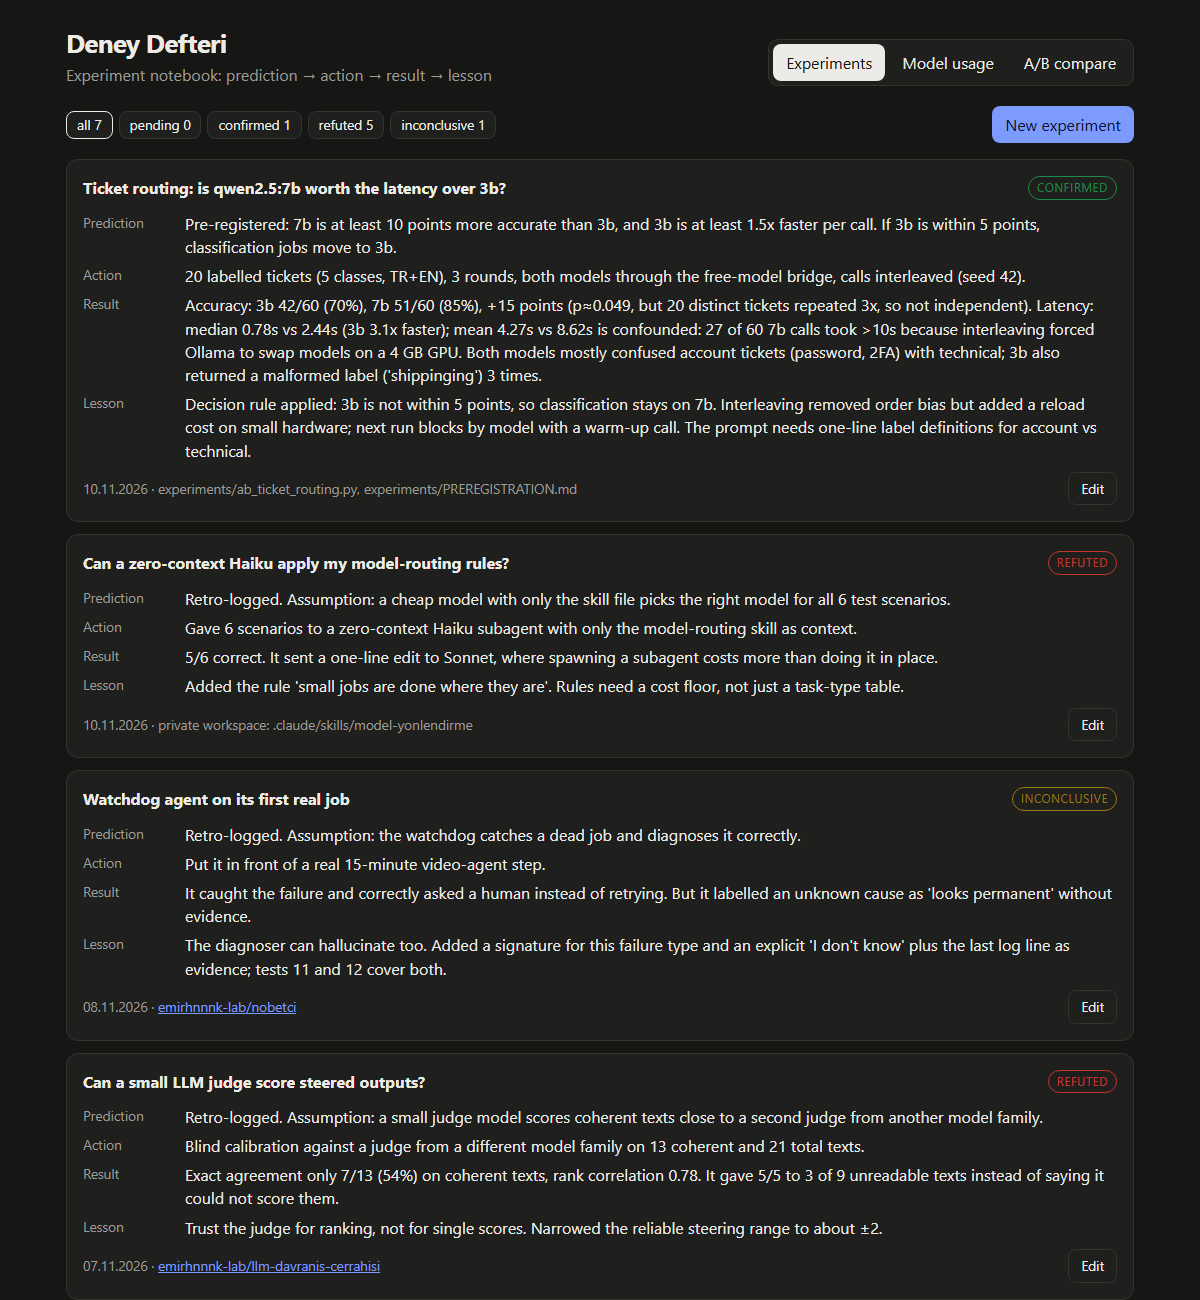 Deney Defteri
Experiment notebook: prediction → action → result → lesson
Experiments
Model usage
A/B compare
all 7
pending 0
confirmed 1
refuted 5
inconclusive 1
New experiment
Ticket routing: is qwen2.5:7b worth the latency over 3b?
CONFIRMED
Prediction
Pre-registered: 7b is at least 10 points more accurate than 3b, and 3b is at least 1.5x faster per call. If 3b is within 5 points,
classification jobs move to 3b.
Action
20 labelled tickets (5 classes, TR+EN), 3 rounds, both models through the free-model bridge, calls interleaved (seed 42).
Result
Accuracy: 3b 42/60 (70%), 7b 51/60 (85%), +15 points (p≈0.049, but 20 distinct tickets repeated 3x, so not independent). Latency:
median 0.78s vs 2.44s (3b 3.1x faster); mean 4.27s vs 8.62s is confounded: 27 of 60 7b calls took >10s because interleaving forced
Ollama to swap models on a 4 GB GPU. Both models mostly confused account tickets (password, 2FA) with technical; 3b also
returned a malformed label ('shippinging') 3 times.
Lesson
Decision rule applied: 3b is not within 5 points, so classification stays on 7b. Interleaving removed order bias but added a reload
cost on small hardware; next run blocks by model with a warm-up call. The prompt needs one-line label definitions for account vs
technical.
10.11.2026 · experiments/ab_ticket_routing.py, experiments/PREREGISTRATION.md
Edit
Can a zero-context Haiku apply my model-routing rules?
REFUTED
Prediction
Retro-logged. Assumption: a cheap model with only the skill file picks the right model for all 6 test scenarios.
Action
Gave 6 scenarios to a zero-context Haiku subagent with only the model-routing skill as context.
Result
5/6 correct. It sent a one-line edit to Sonnet, where spawning a subagent costs more than doing it in place.
Lesson
Added the rule 'small jobs are done where they are'. Rules need a cost floor, not just a task-type table.
10.11.2026 · private workspace: .claude/skills/model-yonlendirme
Edit
Watchdog agent on its first real job
INCONCLUSIVE
Prediction
Retro-logged. Assumption: the watchdog catches a dead job and diagnoses it correctly.
Action
Put it in front of a real 15-minute video-agent step.
Result
It caught the failure and correctly asked a human instead of retrying. But it labelled an unknown cause as 'looks permanent' without
evidence.
Lesson
The diagnoser can hallucinate too. Added a signature for this failure type and an explicit 'I don't know' plus the last log line as
evidence; tests 11 and 12 cover both.
08.11.2026 · emirhnnnk-lab/nobetci
Edit
Can a small LLM judge score steered outputs?
REFUTED
Prediction
Retro-logged. Assumption: a small judge model scores coherent texts close to a second judge from another model family.
Action
Blind calibration against a judge from a different model family on 13 coherent and 21 total texts.
Result
Exact agreement only 7/13 (54%) on coherent texts, rank correlation 0.78. It gave 5/5 to 3 of 9 unreadable texts instead of saying it
could not score them.
Lesson
Trust the judge for ranking, not for single scores. Narrowed the reliable steering range to about ±2.
07.11.2026 · emirhnnnk-lab/llm-davranis-cerrahisi
Edit